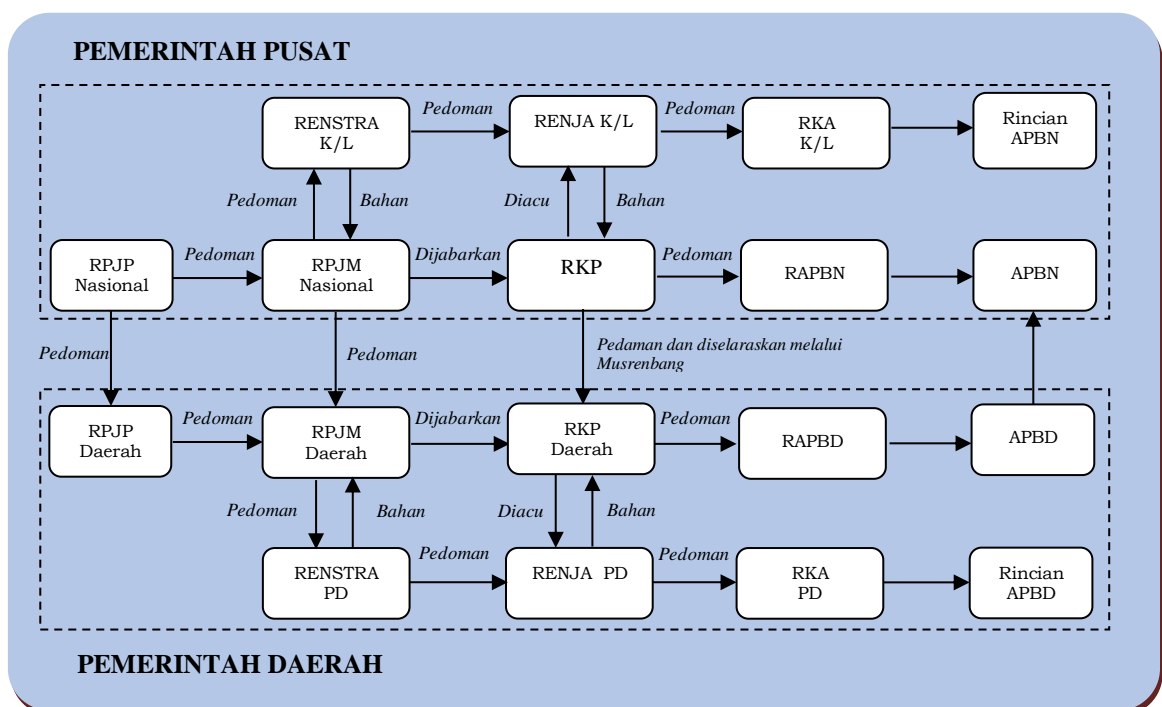 PEMERINTAH PUSAT
Pedoman
Pedoman
RENSTRA
K/L
RENJA K/L
RKA
K/L
Rincian
APBN
Pedoman
Bahan
Diacu
Bahan
RPJP
Nasional
Pedoman
RPJM
Nasional
Dijabarkan
RKP
Pedoman
RAPBN
APBN
Pedoman
Pedoman
Pedaman dan diselaraskan melalui
Musrenbang
RPJP
Daerah
Pedoman
RPJM
Daerah
Dijabarkan
RKP
Daerah
Pedoman
RAPBD
APBD
Pedoman
Bahan
Diacu
Bahan
RENSTRA
PD
Pedoman
RENJA PD
Pedoman
RKA
PD
Rincian
APBD
PEMERINTAH DAERAH